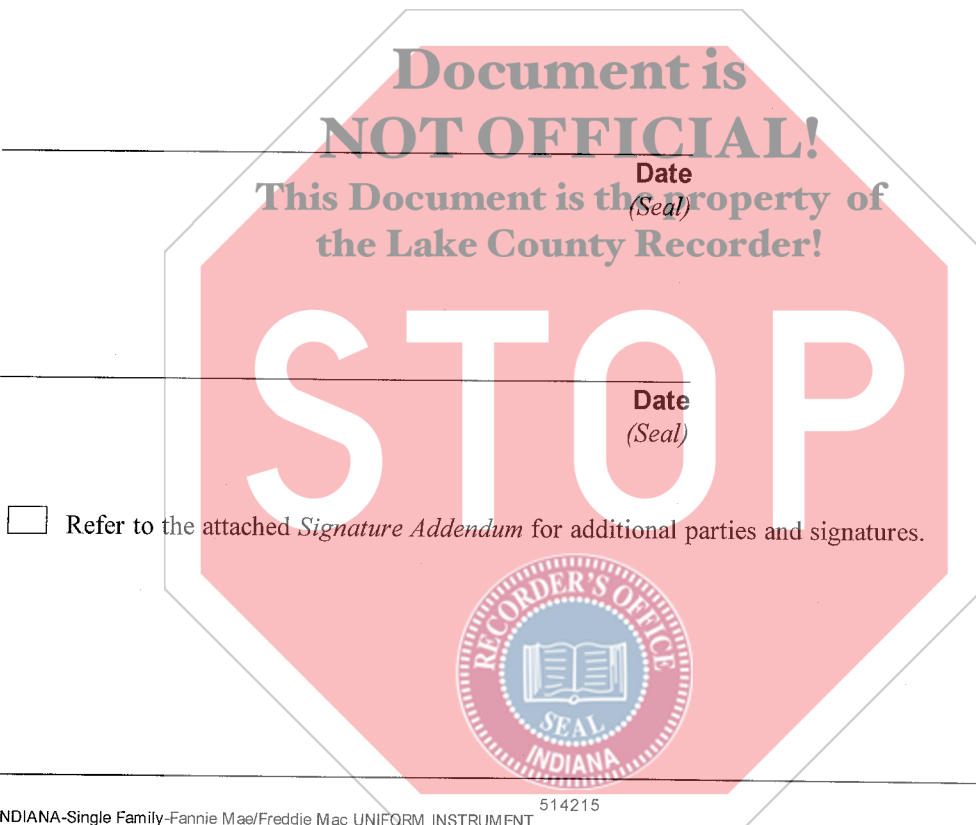 Document is
NOT OFFICIAL!
Date
This Document is the property of
(Seal)
the Lake County Recorder!
STOP
Date
(Seal)
Refer to the attached Signature Addendum for additional parties and signatures.
RECORDER'S OFFICE
SEAL
INDIANA
514215
NDIANA-Single Family-Fannie Mae/Freddie Mac UNIFORM INSTRUMENT